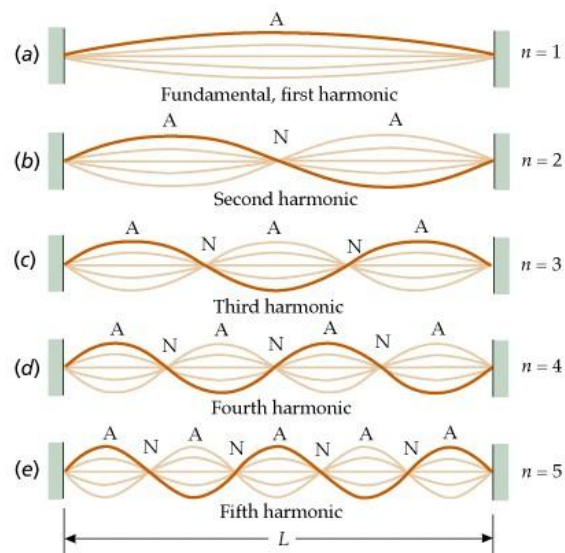 A
(a) n = 1
Fundamental, first harmonic
A N A
(b) n = 2
Second harmonic
A N A N A
(c) n = 3
Third harmonic
A N A N A N A
(d) n = 4
Fourth harmonic
A N A N A N A N A
(e) n = 5
Fifth harmonic
L